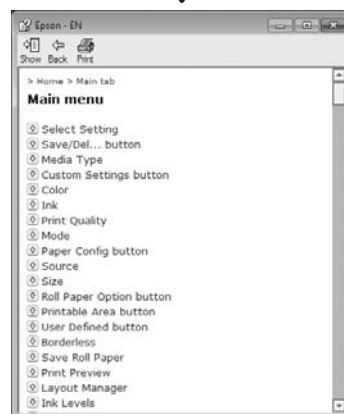 Epson - EN
Show Back Print
> Home > Main tab
Main menu
Select Setting
Save/Del... button
Media Type
Custom Settings button
Color
Ink
Print Quality
Mode
Paper Config button
Source
Size
Roll Paper Option button
Printable Area button
User Defined button
Borderless
Save Roll Paper
Print Preview
Layout Manager
Ink Levels